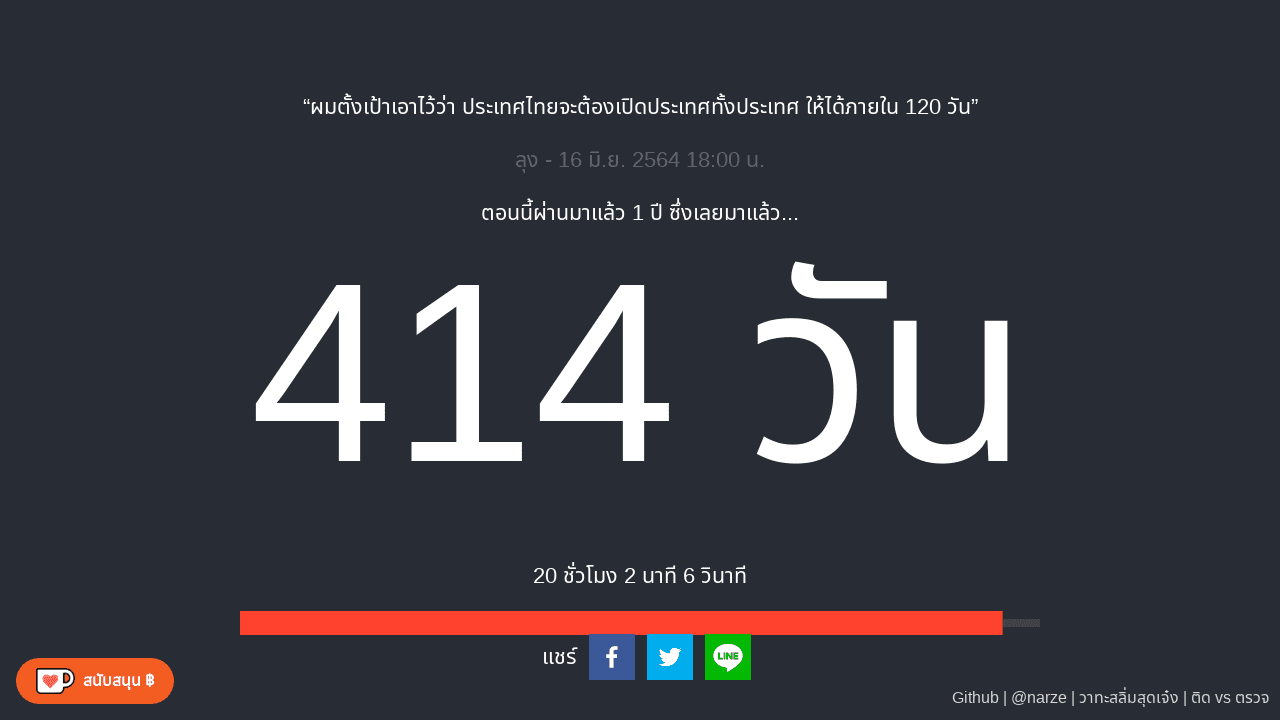 “ผมตั้งเป้าเอาไว้ว่า ประเทศไทยจะต้องเปิดประเทศทั้งประเทศ ให้ได้ภายใน 120 วัน”
ลุง - 16 มิ.ย. 2564 18:00 น.
ตอนนี้ผ่านมาแล้ว 1 ปี ซึ่งเลยมาแล้ว...
414 วัน
20 ชั่วโมง 2 นาที 6 วินาที
แชร์
LINE
สนับสนุน ฿
Github | @narze | วาทะสลิ่มสุดเจ๋ง | ติด vs ตรวจ